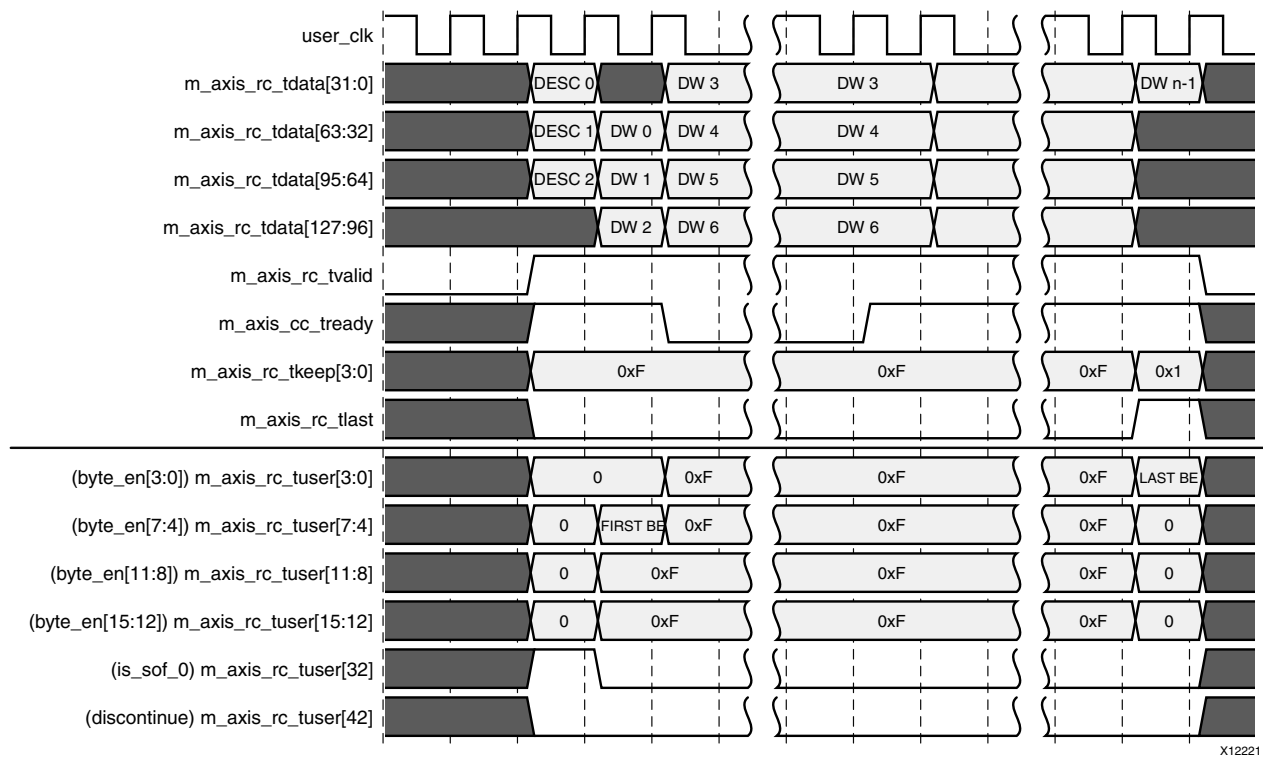 user_clk
m_axis_rc_tdata[31:0] DESC 0 DW 3 DW 3 DW n-1
m_axis_rc_tdata[63:32] DESC 1 DW 0 DW 4 DW 4
m_axis_rc_tdata[95:64] DESC 2 DW 1 DW 5 DW 5
m_axis_rc_tdata[127:96] DW 2 DW 6 DW 6
m_axis_rc_tvalid
m_axis_cc_tready
m_axis_rc_tkeep[3:0] 0xF 0xF 0xF 0x1
m_axis_rc_tlast
(byte_en[3:0]) m_axis_rc_tuser[3:0] 0 0xF 0xF 0xF LAST BE
(byte_en[7:4]) m_axis_rc_tuser[7:4] 0 FIRST BE 0xF 0xF 0xF 0
(byte_en[11:8]) m_axis_rc_tuser[11:8] 0 0xF 0xF 0xF 0
(byte_en[15:12]) m_axis_rc_tuser[15:12] 0 0xF 0xF 0xF 0
(is_sof_0) m_axis_rc_tuser[32]
(discontinue) m_axis_rc_tuser[42]
X12221